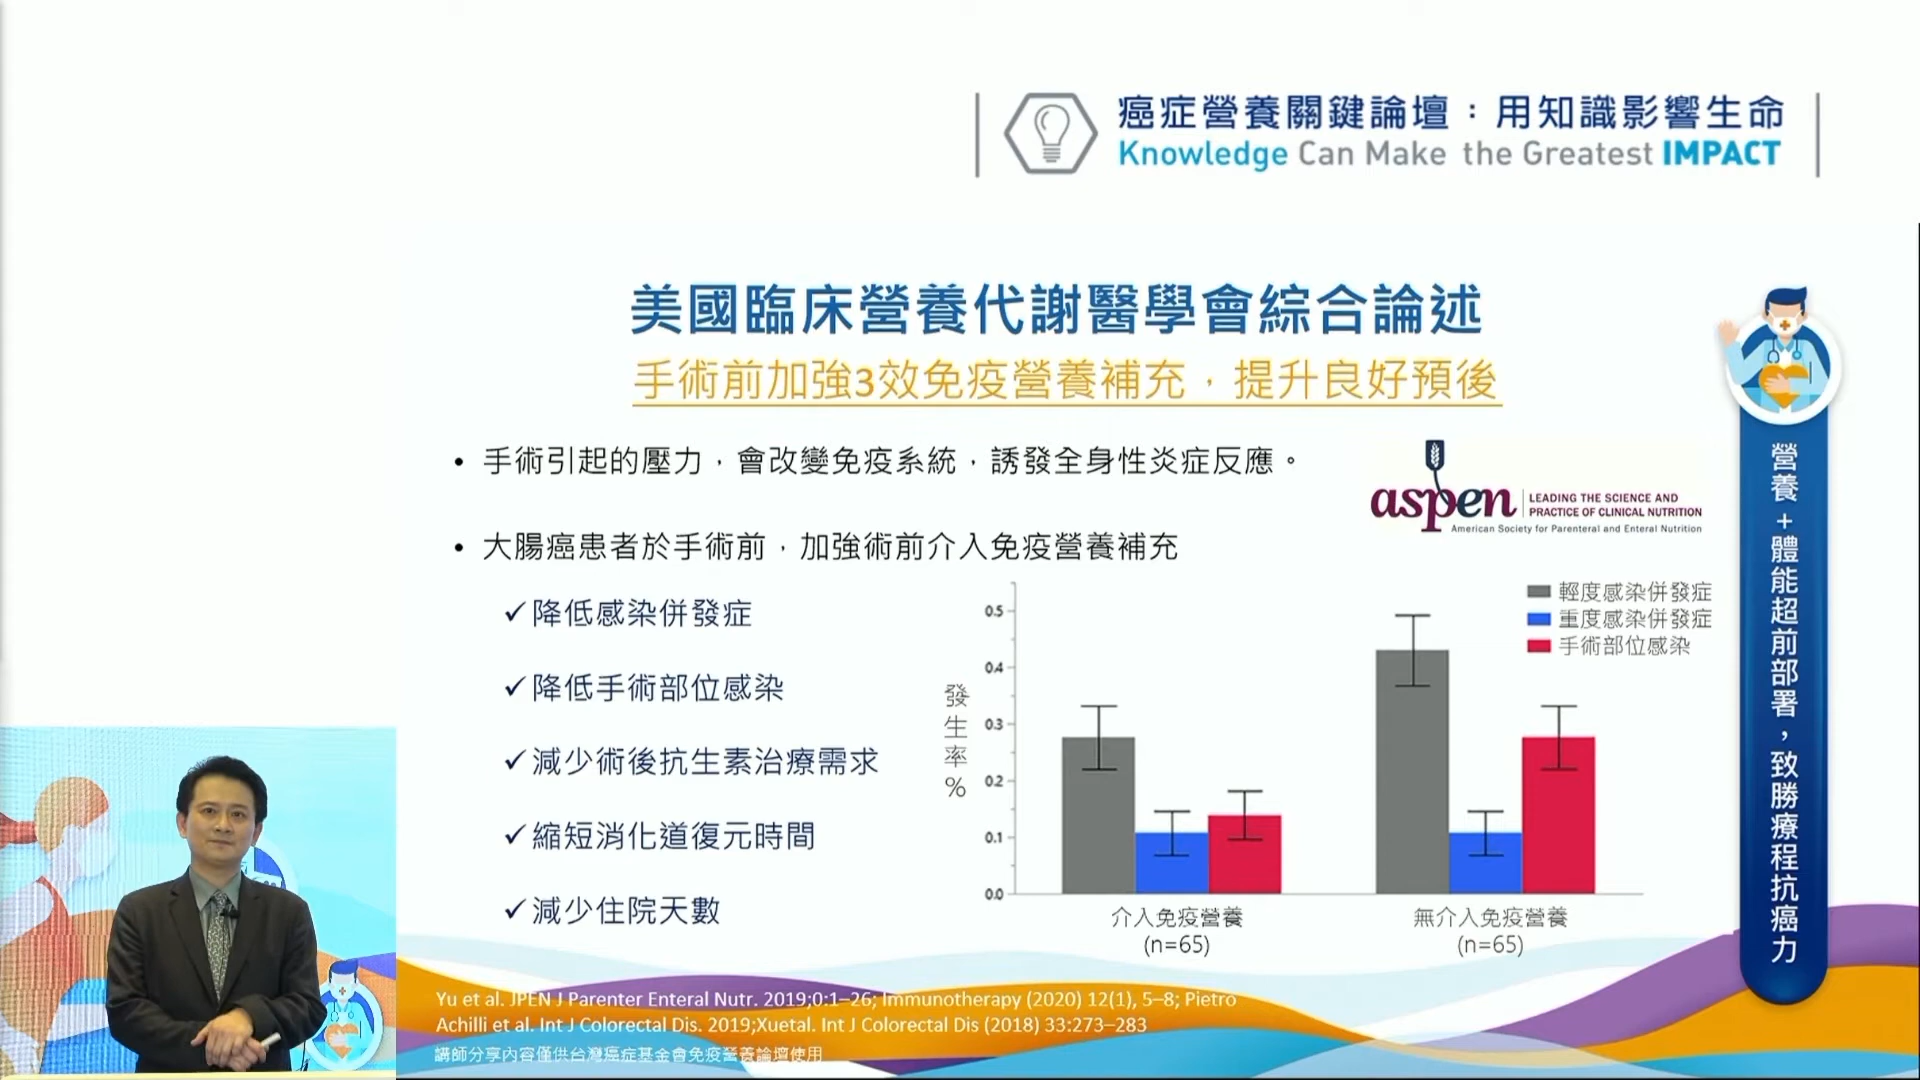 癌症營養關鍵論壇：用知識影響生命
Knowledge Can Make the Greatest IMPACT
美國臨床營養代謝醫學會綜合論述
手術前加強3效免疫營養補充，提升良好預後
• 手術引起的壓力，會改變免疫系統，誘發全身性炎症反應。
aspen
LEADING THE SCIENCE AND
PRACTICE OF CLINICAL NUTRITION
American Society for Parenteral and Enteral Nutrition
• 大腸癌患者於手術前，加強術前介入免疫營養補充
✓降低感染併發症
✓降低手術部位感染
✓減少術後抗生素治療需求
✓縮短消化道復元時間
✓減少住院天數
發生率%
0.5
0.4
0.3
0.2
0.1
0.0
輕度感染併發症
重度感染併發症
手術部位感染
介入免疫營養
(n=65)
無介入免疫營養
(n=65)
營養+體能超前部署，致勝療程抗癌力
Yu et al. JPEN J Parenter Enteral Nutr. 2019;0:1–26; Immunotherapy (2020) 12(1), 5–8; Pietro
Achilli et al. Int J Colorectal Dis. 2019;Xuetal. Int J Colorectal Dis (2018) 33:273–283
講師分享內容僅供台灣癌症基金會免疫營養論壇使用